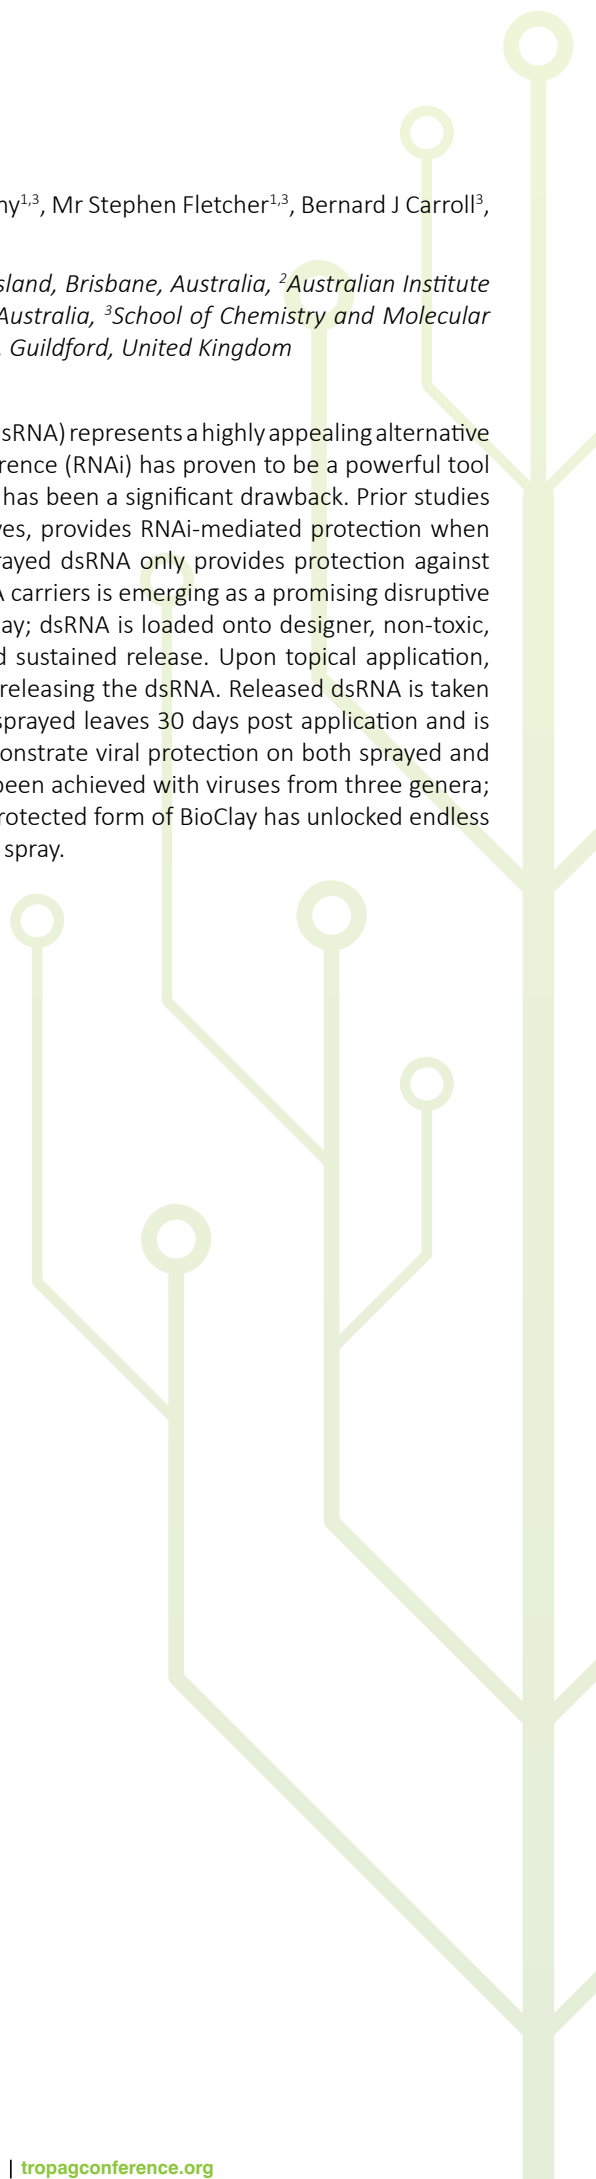 ny1,3, Mr Stephen Fletcher1,3, Bernard J Carroll3,
sland, Brisbane, Australia, 2Australian Institute
Australia, 3School of Chemistry and Molecular
, Guildford, United Kingdom
sRNA) represents a highly appealing alternative
rence (RNAi) has proven to be a powerful tool
has been a significant drawback. Prior studies
ves, provides RNAi-mediated protection when
rayed dsRNA only provides protection against
A carriers is emerging as a promising disruptive
ay; dsRNA is loaded onto designer, non-toxic,
d sustained release. Upon topical application,
releasing the dsRNA. Released dsRNA is taken
sprayed leaves 30 days post application and is
onstrate viral protection on both sprayed and
been achieved with viruses from three genera;
rotected form of BioClay has unlocked endless
spray.
| tropagconference.org